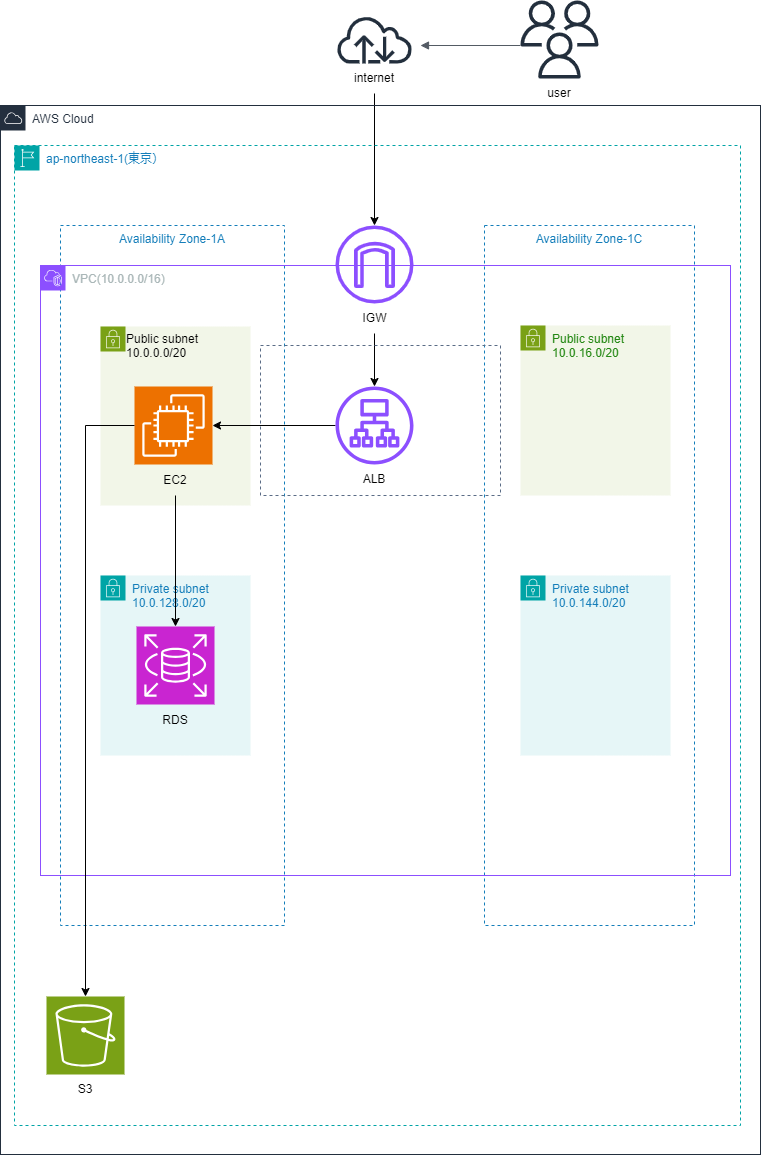 internet
user
AWS Cloud
ap-northeast-1(東京)
Availability Zone-1A
Availability Zone-1C
VPC(10.0.0.0/16)
IGW
Public subnet
10.0.0.0/20
Public subnet
10.0.16.0/20
EC2
ALB
Private subnet
10.0.128.0/20
Private subnet
10.0.144.0/20
RDS
S3